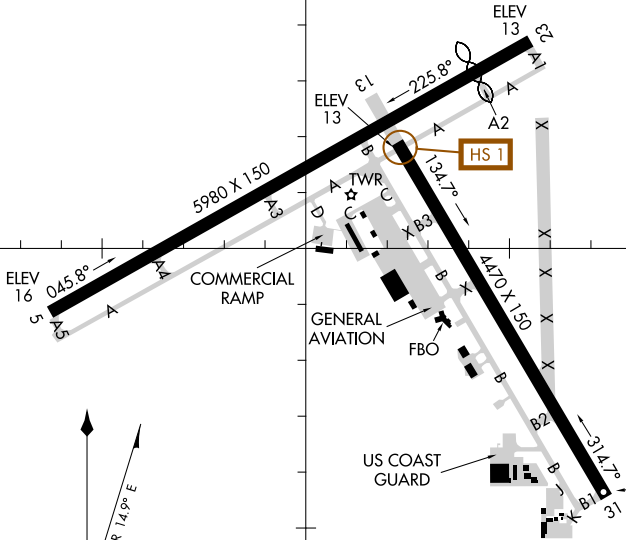 ELEV
13
23
A1
13
225.8°
A
ELEV
13
A2
A
HS 1
B
134.7°
X
5980 X 150
A
TWR
C
A3
D
C
X
B3
X
045.8°
A4
ELEV
16
COMMERCIAL
RAMP
B
X
X
4470 X 150
X
5
A5
A
GENERAL
AVIATION
FBO
X
B
B2
314.7°
US COAST
GUARD
B
J
B1
31
K
R 14.9° E